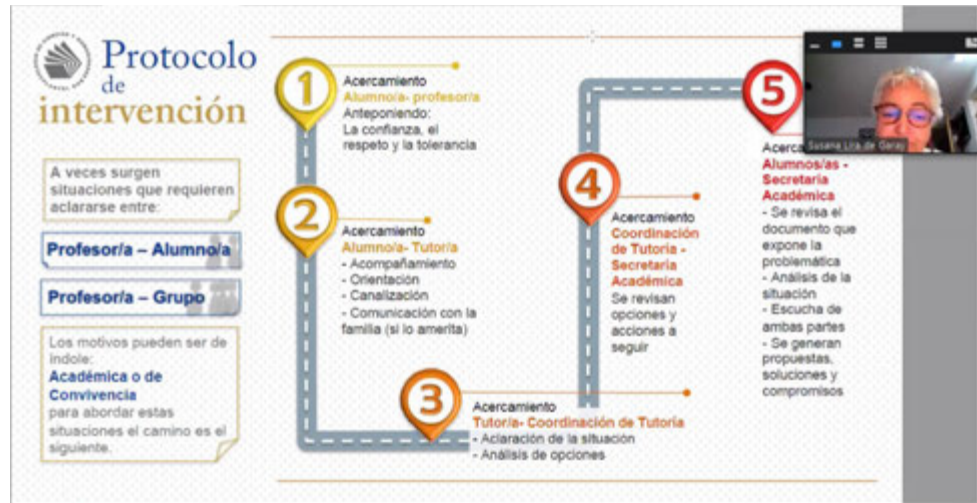 Protocolo
de
intervención
A veces surgen
situaciones que requieren
aclararse entre:
Profesor/a – Alumno/a
Profesor/a – Grupo
Los motivos pueden ser de
índole:
Académica o de
Convivencia
para abordar estas
situaciones el camino es el
siguiente.
1
Acercamiento
Alumno/a- profesor/a
Anteponiendo:
La confianza, el
respeto y la tolerancia
2
Acercamiento
Alumno/a- Tutor/a
- Acompañamiento
- Orientación
- Canalización
- Comunicación con la
familia (si lo amerita)
3
Acercamiento
Tutor/a- Coordinación de Tutoría
- Aclaración de la situación
- Análisis de opciones
4
Acercamiento
Coordinación
de Tutoría -
Secretaría
Académica
Se revisan
opciones y
acciones a
seguir
5
Susana Lira de Garay
Acerca
Alumnos/as -
Secretaría
Académica
- Se revisa el
documento que
expone la
problemática
- Análisis de la
situación
- Escucha de
ambas partes
- Se generan
propuestas,
soluciones y
compromisos